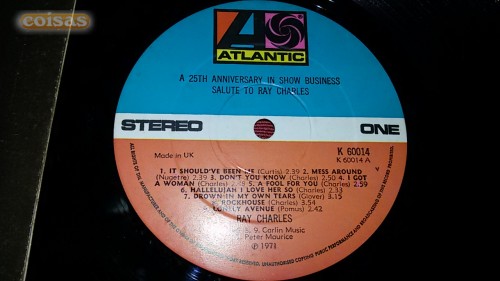 coisas
ATLANTIC
A 25TH ANNIVERSARY IN SHOW BUSINESS
SALUTE TO RAY CHARLES
STEREO
ONE
Made in UK
K 60014
K 60014 A
1. IT SHOULD'VE BEEN ME (Curtis) 2.39 2. MESS AROUND
(Nugetre) 2.39 3. DON'T YOU KNOW (Charles) 2.50 4. I GOT
A WOMAN (Charles) 2.48 5. A FOOL FOR YOU (Charles) 2.59
6. HALLELUJAH I LOVE HER SO (Charles) 2.33
7. DROWN IN MY OWN TEARS (Glover) 3.15
ROCKHOUSE (Charles) 3.54
LONELY AVENUE (Pomus) 2.42
RAY CHARLES
9. Carlin Music
Peter Maurice
℗ 1971